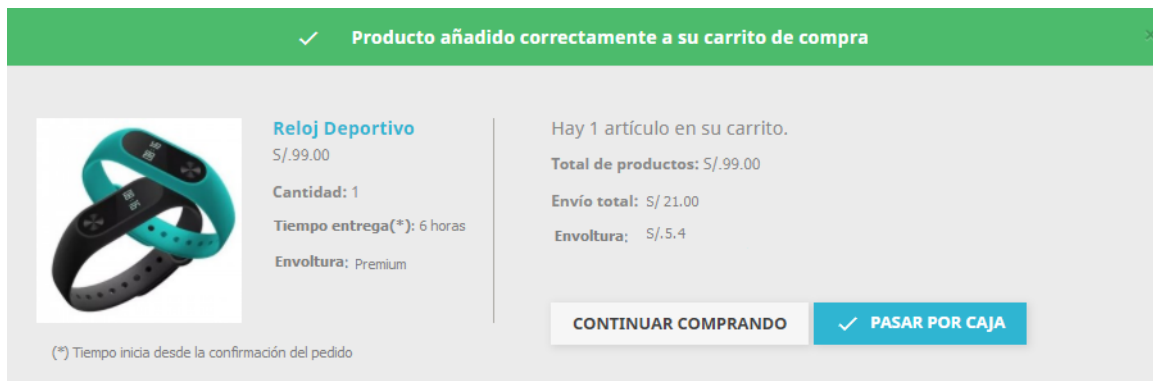 Producto añadido correctamente a su carrito de compra
Reloj Deportivo
S/.99.00
Cantidad: 1
Tiempo entrega(*): 6 horas
Envoltura: Premium
(*) Tiempo inicia desde la confirmación del pedido
Hay 1 artículo en su carrito.
Total de productos: S/.99.00
Envío total: S/ 21.00
Envoltura: S/.5.4
CONTINUAR COMPRANDO
PASAR POR CAJA